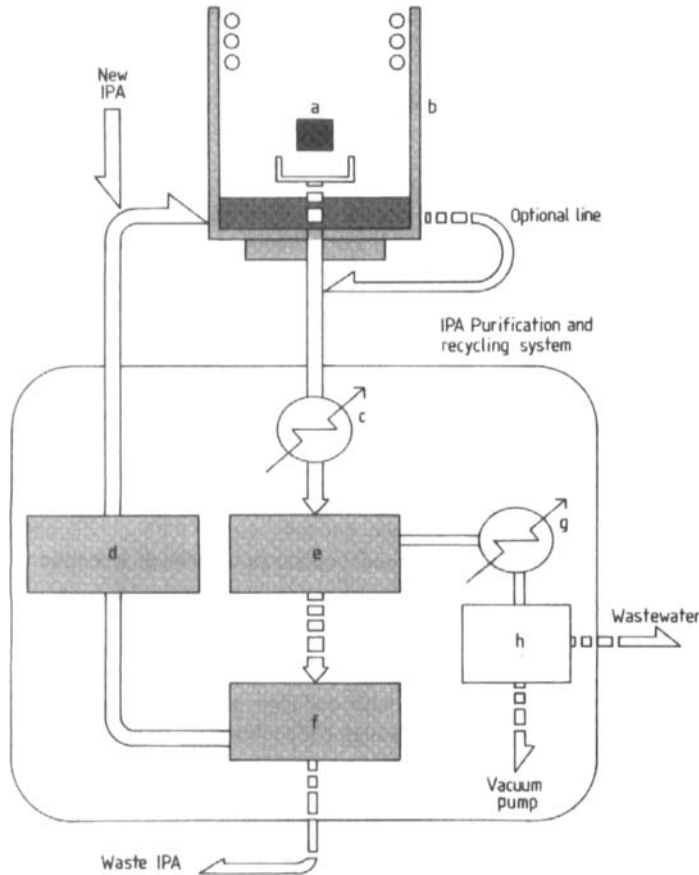 New
IPA
a
b
Optional line
IPA Purification and
recycling system
c
d
e
g
Wastewater
h
f
Vacuum
pump
Waste IPA